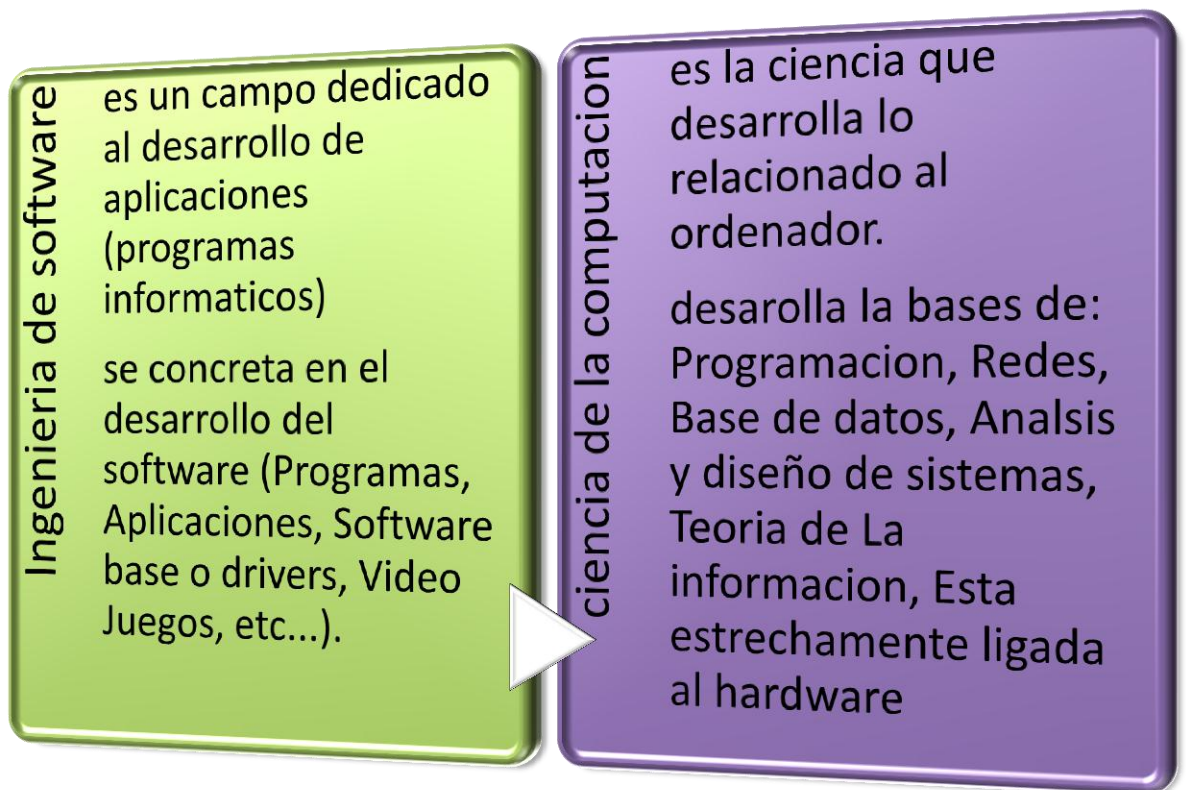 Ingenieria de software
es un campo dedicado
al desarrollo de
aplicaciones
(programas
informaticos)
se concreta en el
desarrollo del
software (Programas,
Aplicaciones, Software
base o drivers, Video
Juegos, etc...).
ciencia de la computacion
es la ciencia que
desarrolla lo
relacionado al
ordenador.
desarolla la bases de:
Programacion, Redes,
Base de datos, Analsis
y diseño de sistemas,
Teoria de La
informacion, Esta
estrechamente ligada
al hardware